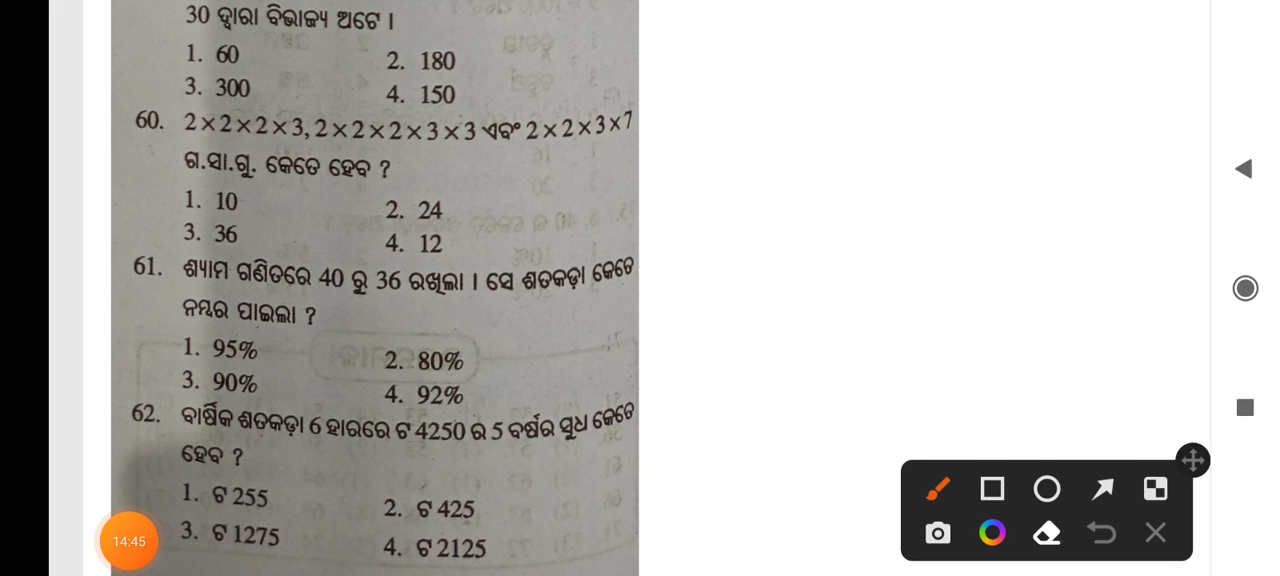 30 ଦ୍ୱାରା ବିଭାଜ୍ୟ ଅଟେ ।
1. 60 2. 180
3. 300 4. 150
60. 2×2×2×3, 2×2×2×3×3 ଏବଂ 2×2×3×7
ଗ.ସା.ଗୁ. କେତେ ହେବ ?
1. 10 2. 24
3. 36 4. 12
61. ଶ୍ୟାମ ଗଣିତରେ 40 ରୁ 36 ରଖିଲା । ସେ ଶତକଡ଼ା କେତେ
ନମ୍ବର ପାଇଲା ?
1. 95% 2. 80%
3. 90% 4. 92%
62. ବାର୍ଷିକ ଶତକଡ଼ା 6 ହାରରେ ଟ 4250 ର 5 ବର୍ଷର ସୁଧ କେତେ
ହେବ ?
1. ଟ 255 2. ଟ 425
3. ଟ 1275 4. ଟ 2125
14:45